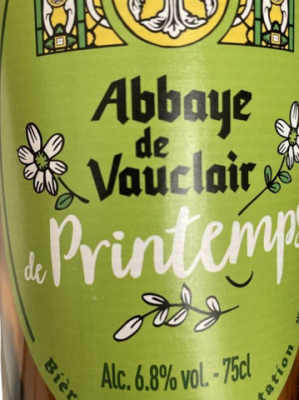 Abbaye
de
Vauclair
de Printemps
Alc. 6.8% vol. - 75cl